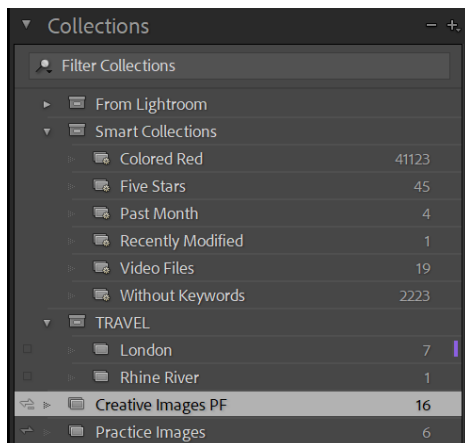 Collections
Filter Collections
From Lightroom
Smart Collections
Colored Red 41123
Five Stars 45
Past Month 4
Recently Modified 1
Video Files 19
Without Keywords 2223
TRAVEL
London 7
Rhine River 1
Creative Images PF 16
Practice Images 6